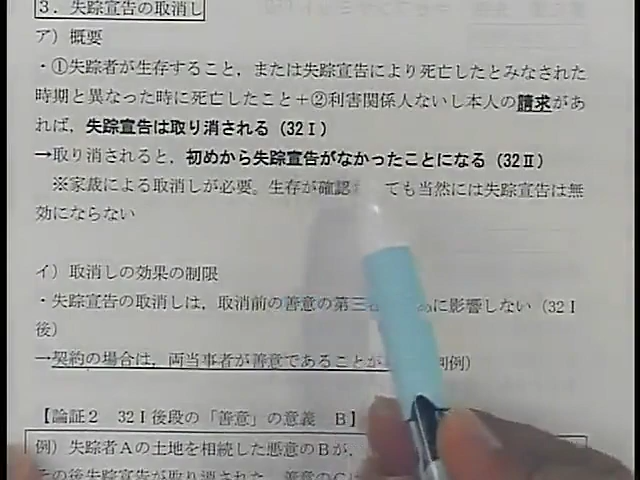 3．失踪宣告の取消し
ア）概要
・①失踪者が生存すること，または失踪宣告により死亡したとみなされた
時期と異なった時に死亡したこと＋②利害関係人ないし本人の請求があ
れば，失踪宣告は取り消される（32Ⅰ）
→取り消されると，初めから失踪宣告がなかったことになる（32Ⅱ）
※家裁による取消しが必要。生存が確認 ても当然には失踪宣告は無
効にならない
イ）取消しの効果の制限
・失踪宣告の取消しは，取消前の善意の第三 に影響しない（32Ⅰ
後）
→契約の場合は，両当事者が善意であることが 判例）
【論証2 32Ⅰ後段の「善意」の意義 B】
例）失踪者Aの土地を相続した悪意のBが，
その後失踪宣告が取り消された 善意のC